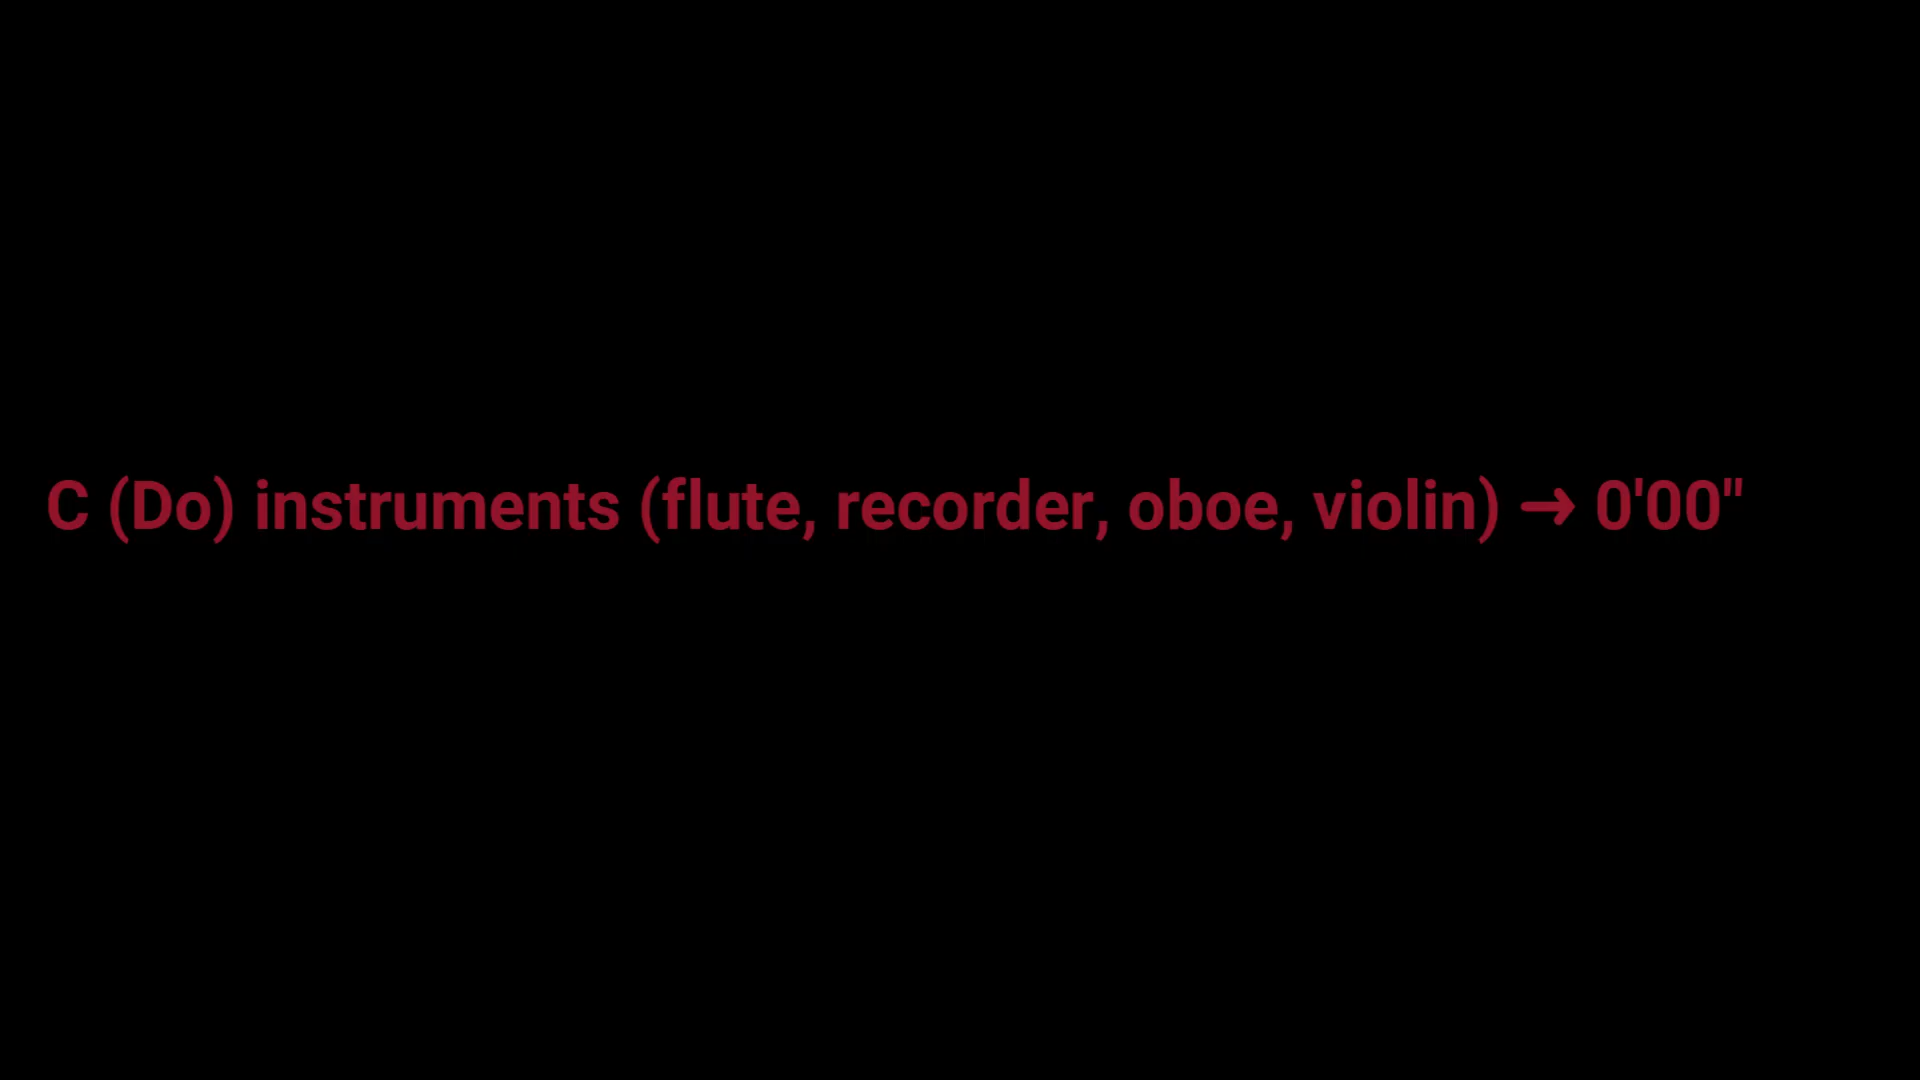 C (Do) instruments (flute, recorder, oboe, violin) → 0'00"